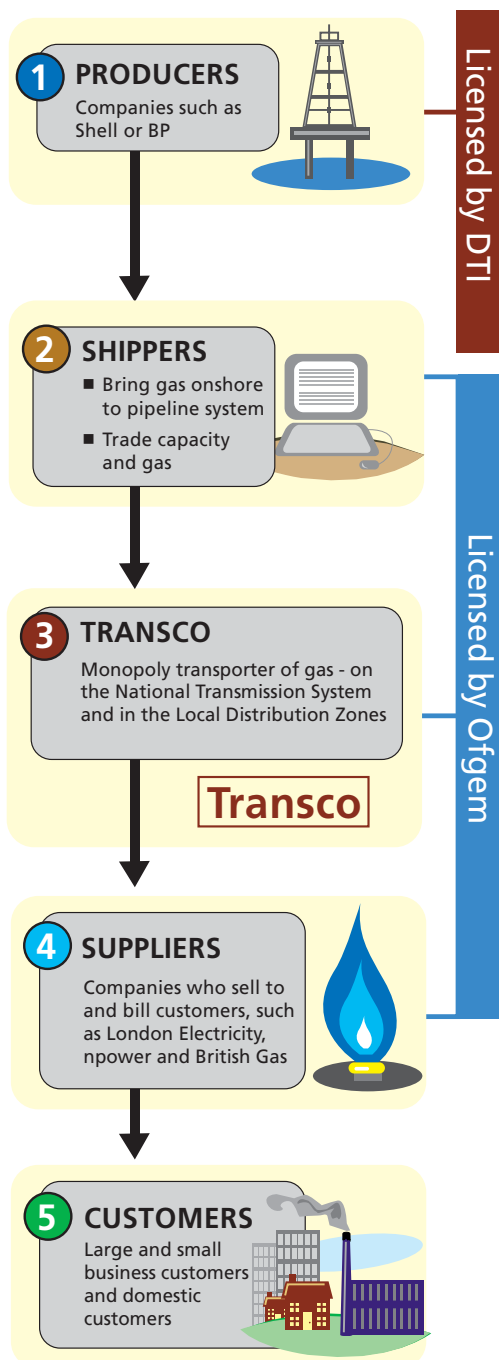 1
PRODUCERS
Companies such as
Shell or BP
Licensed by DTI
2
SHIPPERS
■ Bring gas onshore
to pipeline system
■ Trade capacity
and gas
Licensed by Ofgem
3
TRANSCO
Monopoly transporter of gas - on
the National Transmission System
and in the Local Distribution Zones
Transco
4
SUPPLIERS
Companies who sell to
and bill customers, such
as London Electricity,
npower and British Gas
5
CUSTOMERS
Large and small
business customers
and domestic
customers